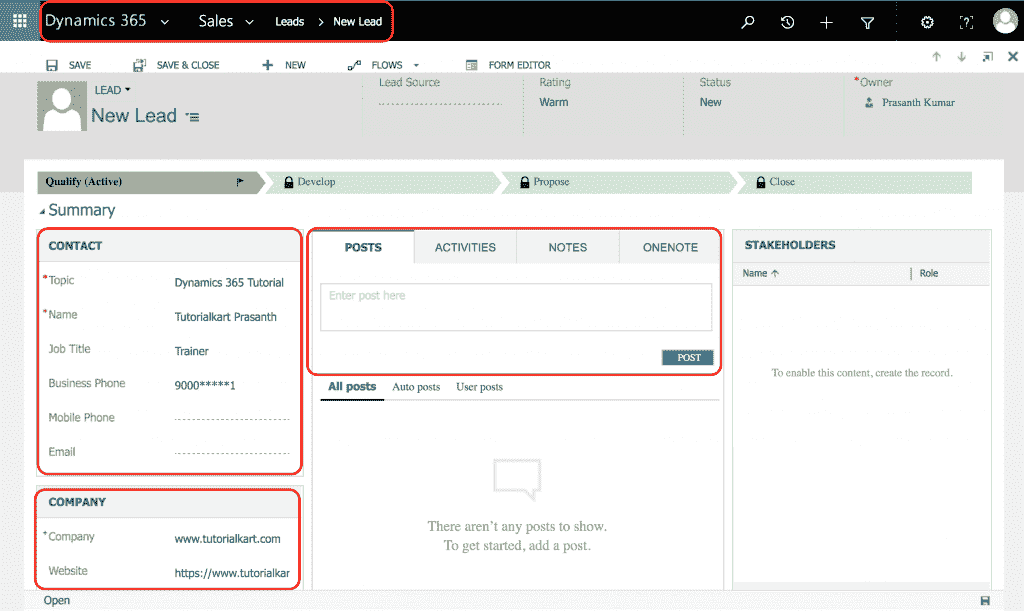 Dynamics 365 Sales Leads > New Lead
SAVE SAVE & CLOSE NEW FLOWS FORM EDITOR
LEAD
New Lead
Lead Source
Rating
Warm
Status
New
*Owner
Prasanth Kumar
Qualify (Active) Develop Propose Close
Summary
CONTACT
*Topic Dynamics 365 Tutorial
*Name Tutorialkart Prasanth
Job Title Trainer
Business Phone 9000*****1
Mobile Phone
Email
COMPANY
*Company www.tutorialkart.com
Website https://www.tutorialkar
POSTS ACTIVITIES NOTES ONENOTE
Enter post here
POST
All posts Auto posts User posts
There aren't any posts to show.
To get started, add a post.
STAKEHOLDERS
Name ↑ Role
To enable this content, create the record.
Open